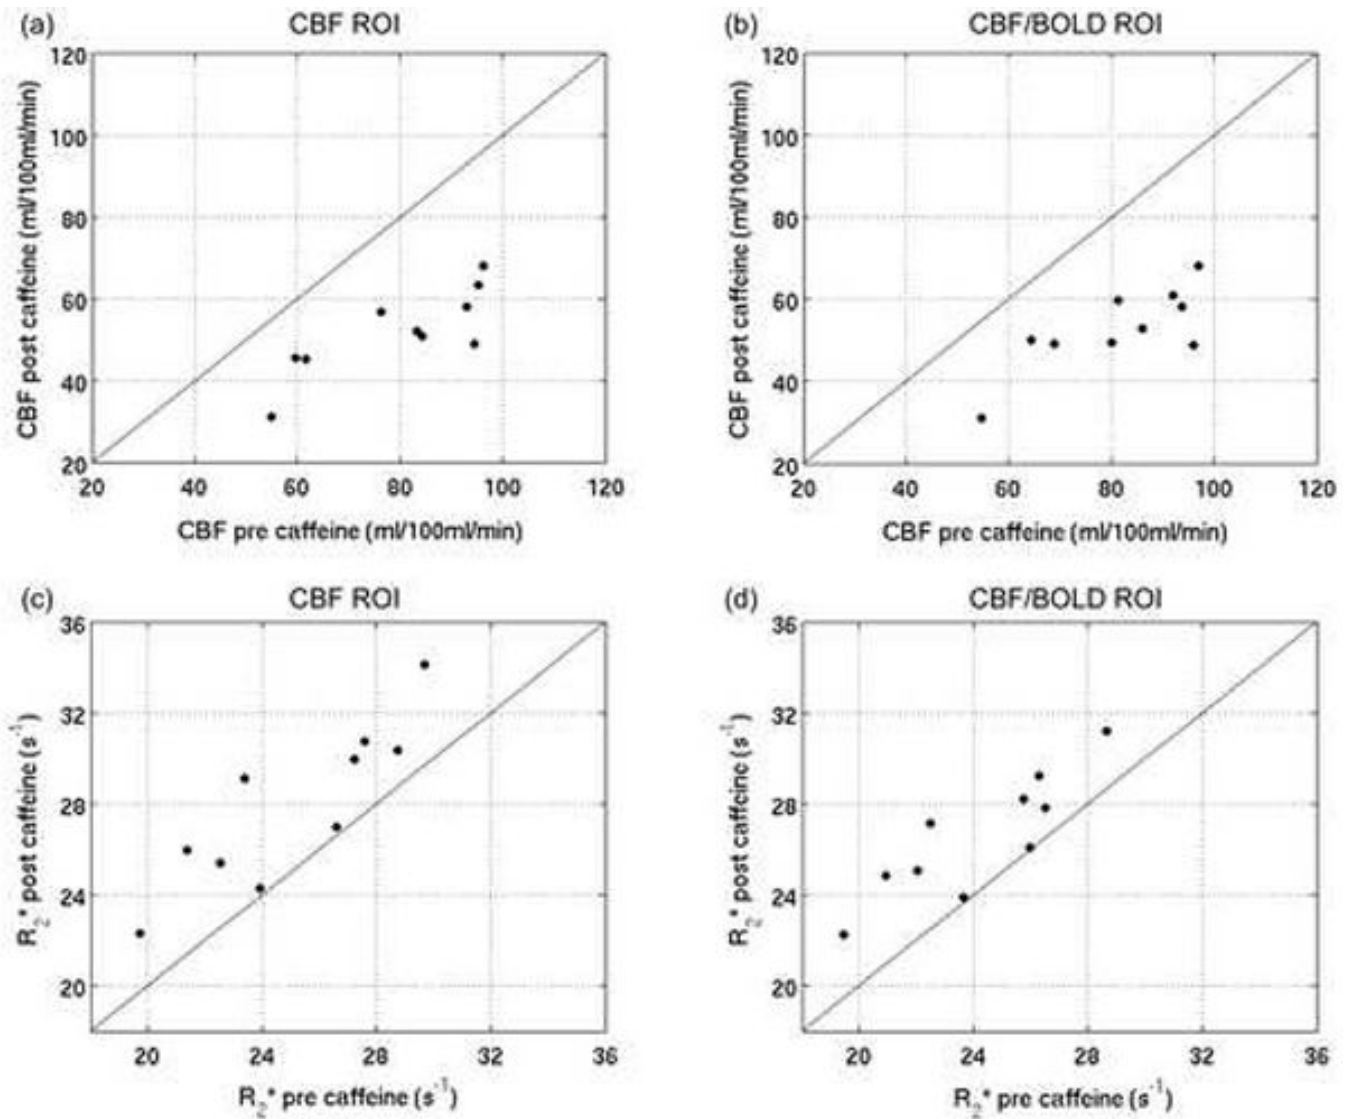 (a) CBF ROI
120
100
80
60
40
20
20 40 60 80 100 120
CBF post caffeine (ml/100ml/min)
CBF pre caffeine (ml/100ml/min)
(b) CBF/BOLD ROI
120
100
80
60
40
20
20 40 60 80 100 120
CBF post caffeine (ml/100ml/min)
CBF pre caffeine (ml/100ml/min)
(c) CBF ROI
36
32
28
24
20
20 24 28 32 36
R2* post caffeine (s-1)
R2* pre caffeine (s-1)
(d) CBF/BOLD ROI
36
32
28
24
20
20 24 28 32 36
R2* post caffeine (s-1)
R2* pre caffeine (s-1)